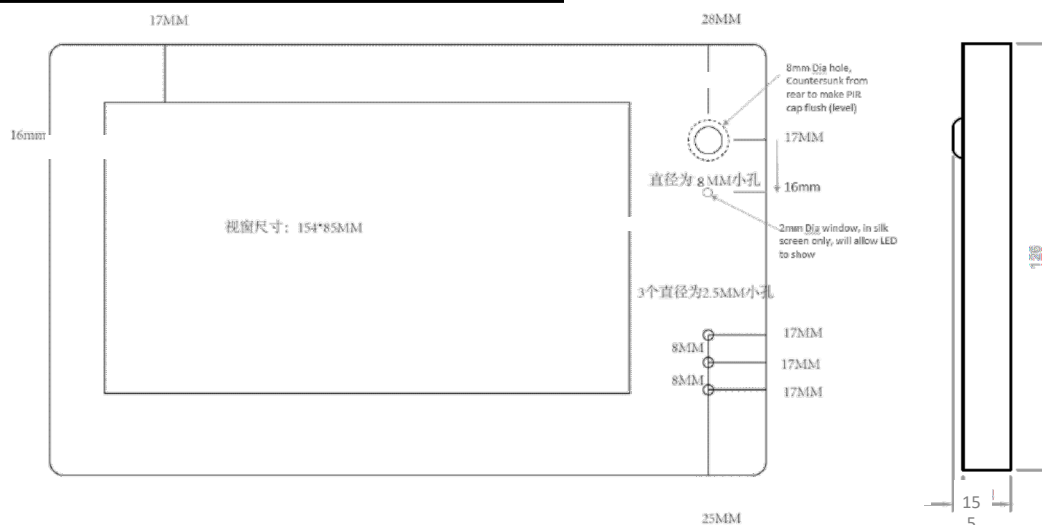 17MM
28MM
8mm Dia hole,
Countersunk from
rear to make PIR
cap flush (level)
16mm
17MM
直径为 8MM小孔
16mm
视窗尺寸：154*85MM
2mm Dia window, in silk
screen only, will allow LED
to show
3个直径为2.5MM小孔
17MM
8MM
17MM
8MM
17MM
15
5
25MM